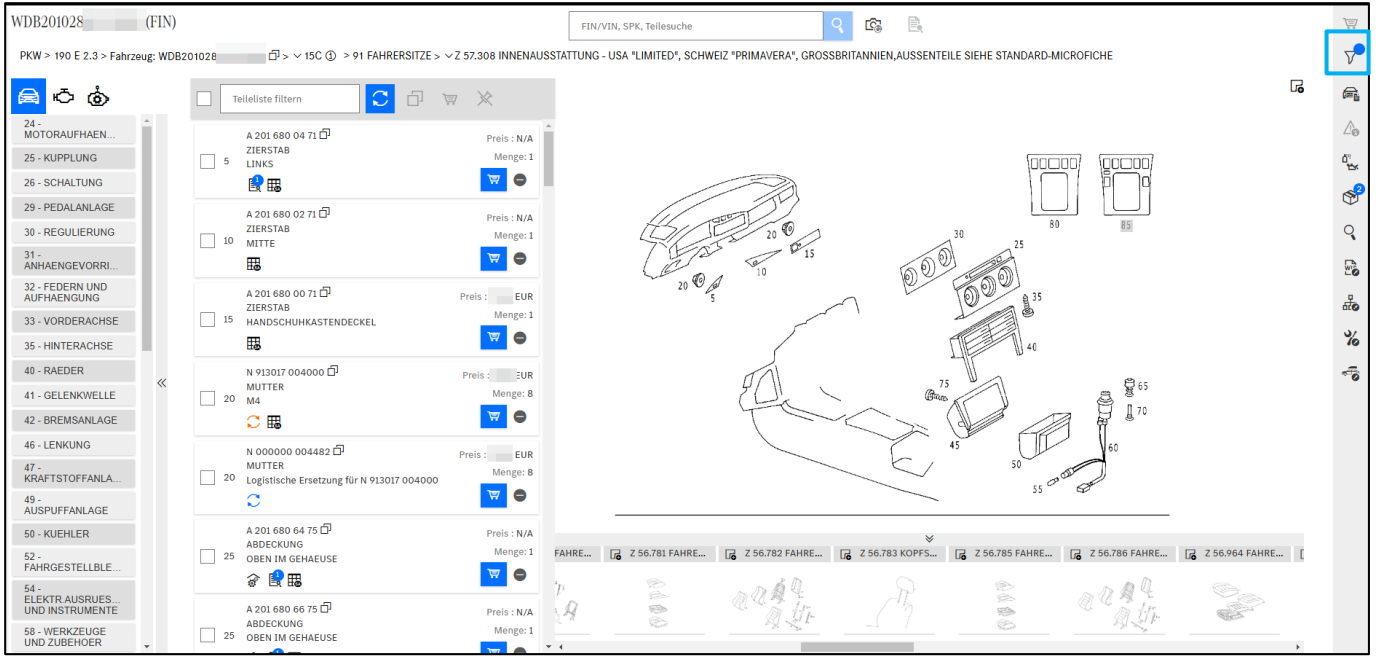 WDB201028 (FIN)
FIN/VIN, SPK, Teilesuche
PKW > 190 E 2.3 > Fahrzeug: WDB201028 > 15C ① > 91 FAHRERSITZE > Z 57.308 INNENAUSSTATTUNG - USA "LIMITED", SCHWEIZ "PRIMAVERA", GROSSBRITANNIEN,AUSSENTEILE SIEHE STANDARD-MICROFICHE
24 -
MOTORAUFHAEN...
25 - KUPPLUNG
26 - SCHALTUNG
29 - PEDALANLAGE
30 - REGULIERUNG
31 -
ANHAENGEVORRI...
32 - FEDERN UND
AUFHAENGUNG
33 - VORDERACHSE
35 - HINTERACHSE
40 - RAEDER
41 - GELENKWELLE
42 - BREMSANLAGE
46 - LENKUNG
47 -
KRAFTSTOFFANLA...
49 -
AUSPUFFANLAGE
50 - KUEHLER
52 -
FAHRGESTELLBLE...
54 -
ELEKTR.AUSRUES...
UND INSTRUMENTE
58 - WERKZEUGE
UND ZUBEHOER
Teileliste filtern
A 201 680 04 71
Preis : N/A
ZIERSTAB
5 LINKS
Menge: 1
1
A 201 680 02 71
Preis : N/A
ZIERSTAB
10 MITTE
Menge: 1
A 201 680 00 71
Preis : EUR
ZIERSTAB
15 HANDSCHUHKASTENDECKEL
Menge: 1
N 913017 004000
Preis : EUR
MUTTER
20 M4
Menge: 8
N 000000 004482
Preis : EUR
MUTTER
20 Logistische Ersetzung für N 913017 004000
Menge: 8
A 201 680 64 75
Preis : N/A
ABDECKUNG
25 OBEN IM GEHAEUSE
Menge: 1
1
A 201 680 66 75
Preis : N/A
ABDECKUNG
25 OBEN IM GEHAEUSE
Menge: 1
80
85
20
15
10
20
5
30
25
35
40
75
45
50
65
70
60
55
FAHRE...
Z 56.781 FAHRE...
Z 56.782 FAHRE...
Z 56.783 KOPFS...
Z 56.785 FAHRE...
Z 56.786 FAHRE...
Z 56.964 FAHRE...
2